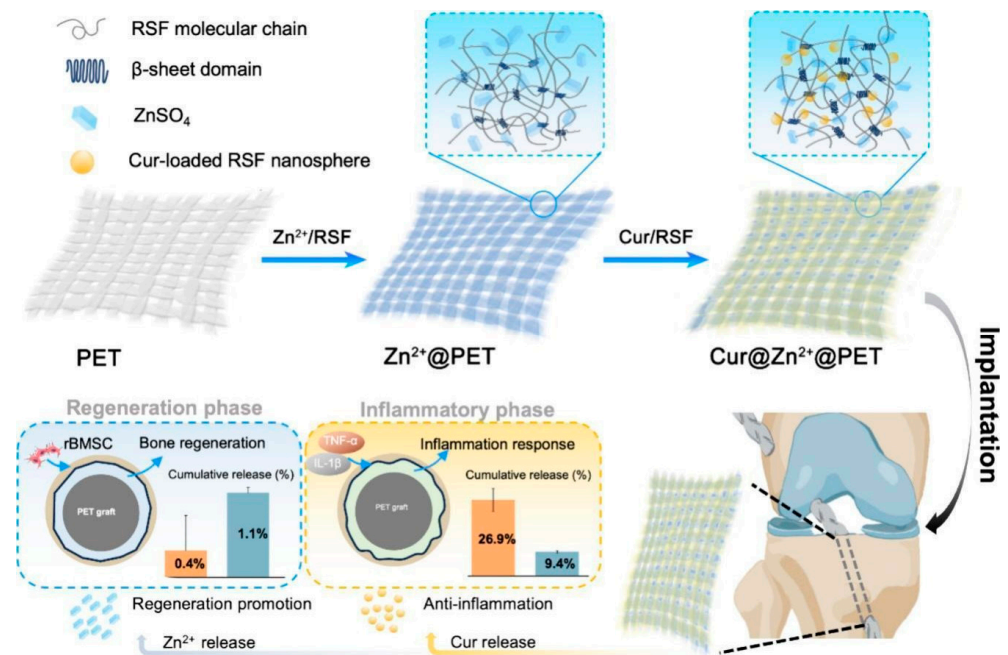 RSF molecular chain
β-sheet domain
ZnSO₄
Cur-loaded RSF nanosphere
Zn²⁺/RSF
Cur/RSF
PET
Zn²⁺@PET
Cur@Zn²⁺@PET
Implantation
Regeneration phase
rBMSC
Bone regeneration
Cumulative release (%)
PET graft
0.4%
1.1%
Regeneration promotion
Zn²⁺ release
Inflammatory phase
TNF-α
IL-1β
Inflammation response
Cumulative release (%)
PET graft
26.9%
9.4%
Anti-inflammation
Cur release